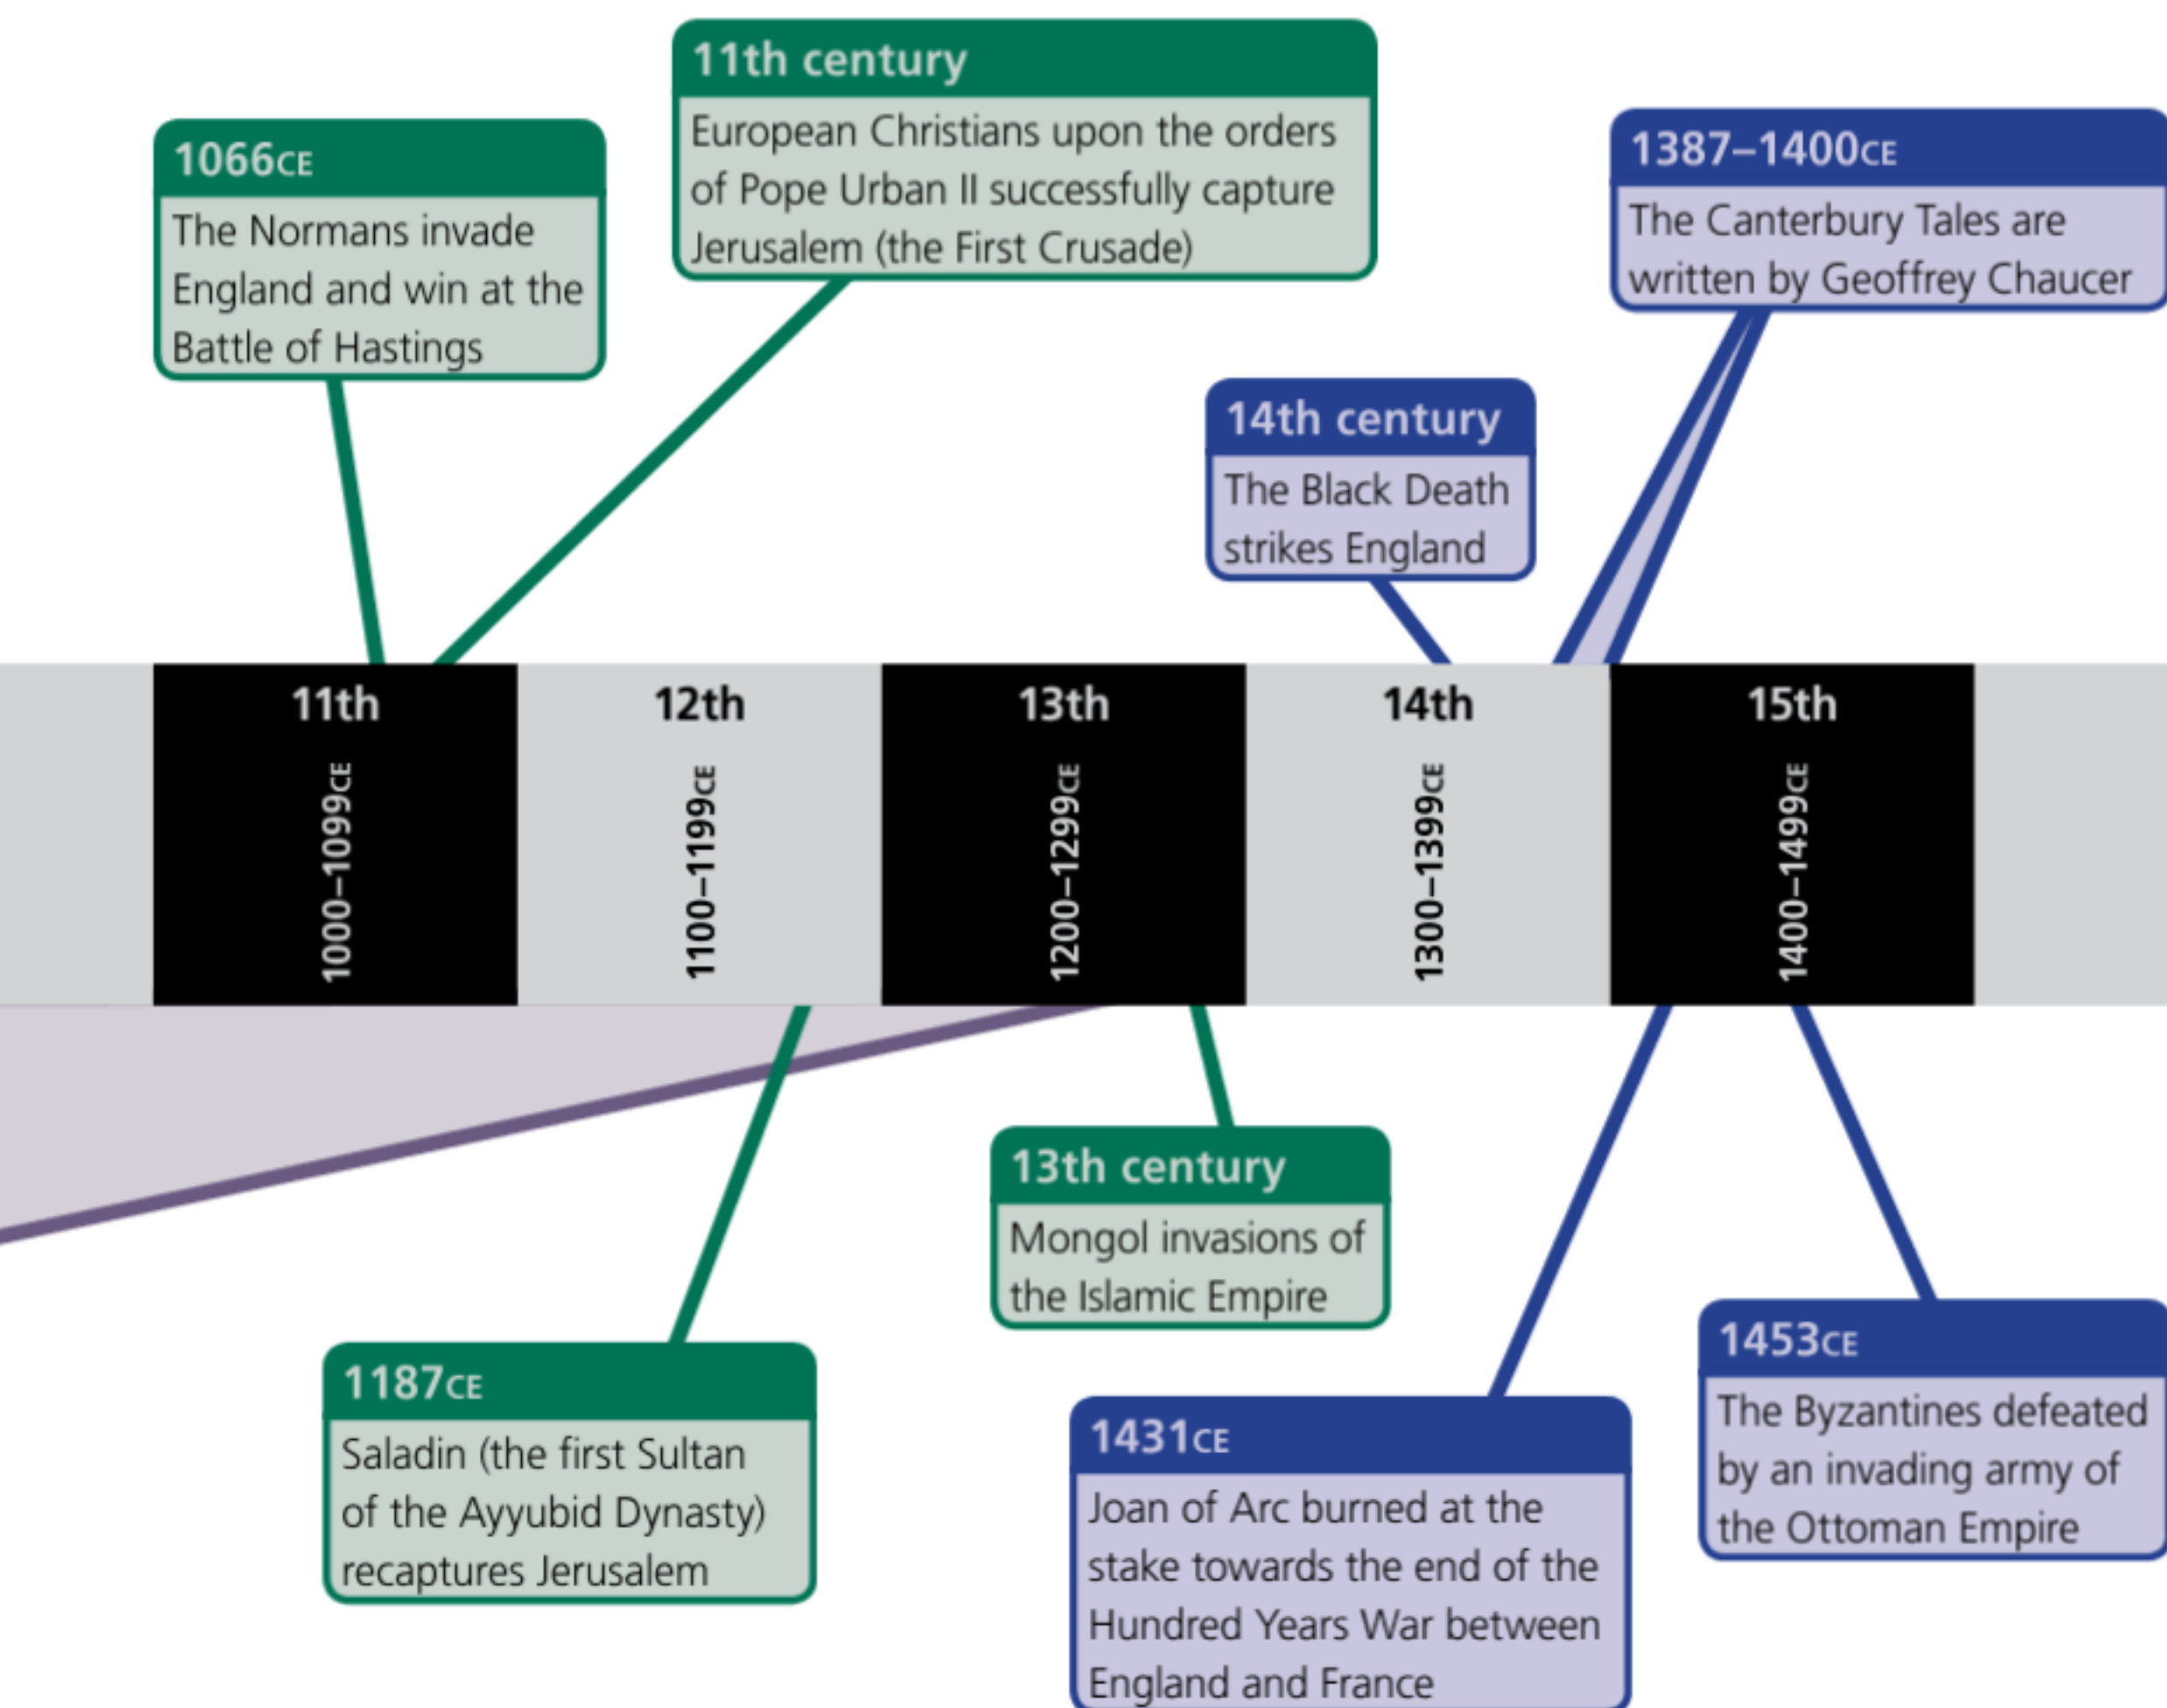 11th century
European Christians upon the orders
of Pope Urban II successfully capture
Jerusalem (the First Crusade)
1066CE
The Normans invade
England and win at the
Battle of Hastings
1387–1400CE
The Canterbury Tales are
written by Geoffrey Chaucer
14th century
The Black Death
strikes England
11th
1000–1099CE
12th
1100–1199CE
13th
1200–1299CE
14th
1300–1399CE
15th
1400–1499CE
13th century
Mongol invasions of
the Islamic Empire
1187CE
Saladin (the first Sultan
of the Ayyubid Dynasty)
recaptures Jerusalem
1431CE
Joan of Arc burned at the
stake towards the end of the
Hundred Years War between
England and France
1453CE
The Byzantines defeated
by an invading army of
the Ottoman Empire